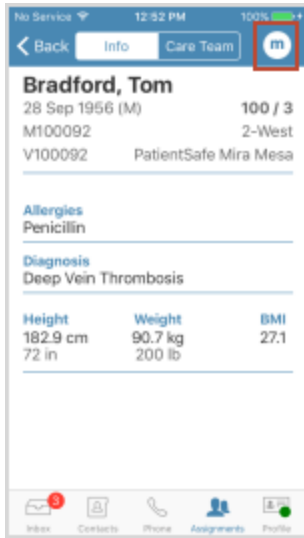 No Service 12:52 PM 100%
Back Info Care Team m
Bradford, Tom
28 Sep 1956 (M) 100 / 3
M100092 2-West
V100092 PatientSafe Mira Mesa
Allergies
Penicillin
Diagnosis
Deep Vein Thrombosis
Height Weight BMI
182.9 cm 90.7 kg 27.1
72 in 200 lb
3
Inbox Contacts Phone Assignments Profile